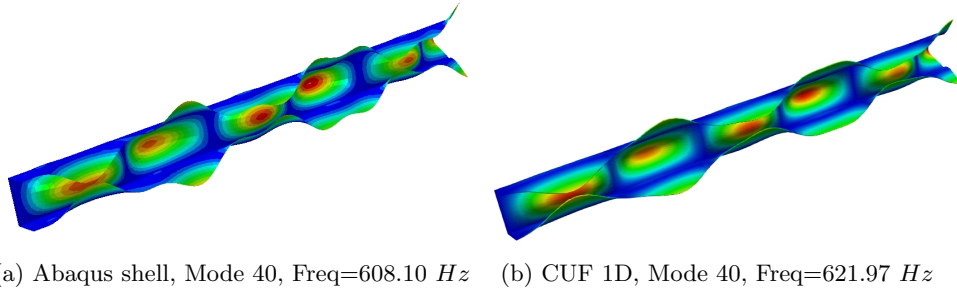 a) Abaqus shell, Mode 40, Freq=608.10 Hz
(b) CUF 1D, Mode 40, Freq=621.97 Hz